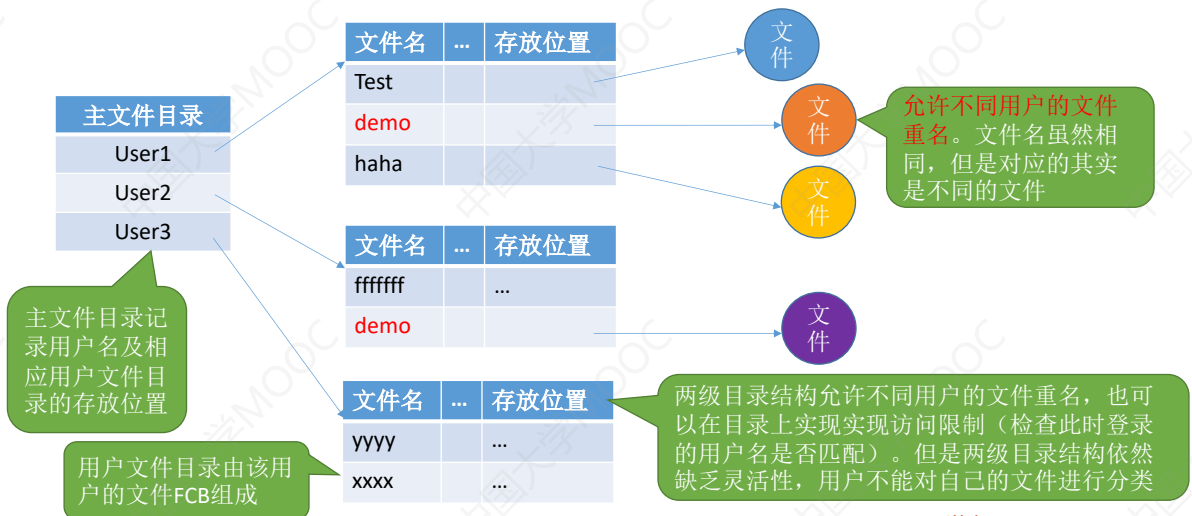 主文件目录
User1
User2
User3
主文件目录记
录用户名及相
应用户文件目
录的存放位置
文件名 ... 存放位置
Test
demo
haha
文
件
文
件
文
件
允许不同用户的文件
重名。文件名虽然相
同，但是对应的其实
是不同的文件
文件名 ... 存放位置
fffffff ...
demo
文
件
文件名 ... 存放位置
yyyy ...
xxxx ...
用户文件目录由该用
户的文件FCB组成
两级目录结构允许不同用户的文件重名，也可
以在目录上实现实现访问限制（检查此时登录
的用户名是否匹配）。但是两级目录结构依然
缺乏灵活性，用户不能对自己的文件进行分类
中国大学MOOC